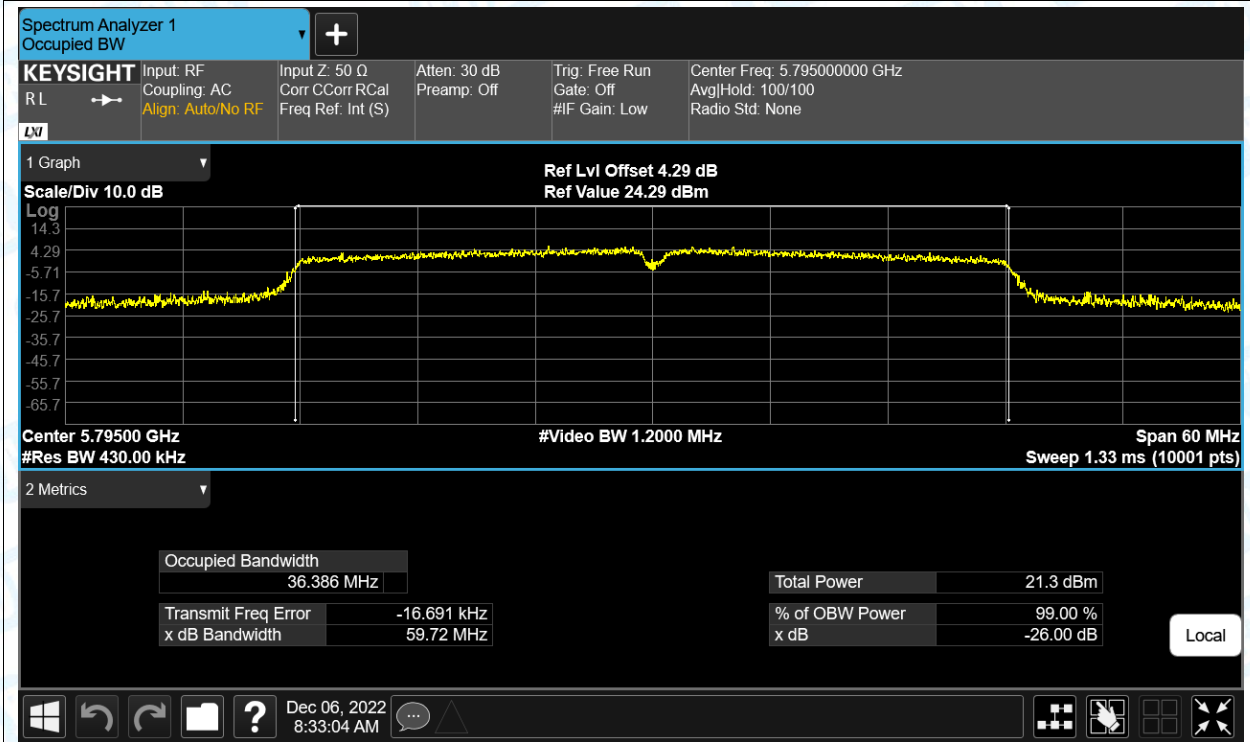 Spectrum Analyzer 1
Occupied BW
KEYSIGHT
R L
LXI
Input: RF
Coupling: AC
Align: Auto/No RF
Input Z: 50 Ω
Corr CCorr RCal
Freq Ref: Int (S)
Atten: 30 dB
Preamp: Off
Trig: Free Run
Gate: Off
#IF Gain: Low
Center Freq: 5.795000000 GHz
Avg|Hold: 100/100
Radio Std: None
1 Graph
Scale/Div 10.0 dB
Ref Lvl Offset 4.29 dB
Ref Value 24.29 dBm
Log
14.3
4.29
-5.71
-15.7
-25.7
-35.7
-45.7
-55.7
-65.7
Center 5.79500 GHz
#Res BW 430.00 kHz
#Video BW 1.2000 MHz
Span 60 MHz
Sweep 1.33 ms (10001 pts)
2 Metrics
Occupied Bandwidth
36.386 MHz
Transmit Freq Error -16.691 kHz
x dB Bandwidth 59.72 MHz
Total Power 21.3 dBm
% of OBW Power 99.00 %
x dB -26.00 dB
Local
?
Dec 06, 2022
8:33:04 AM